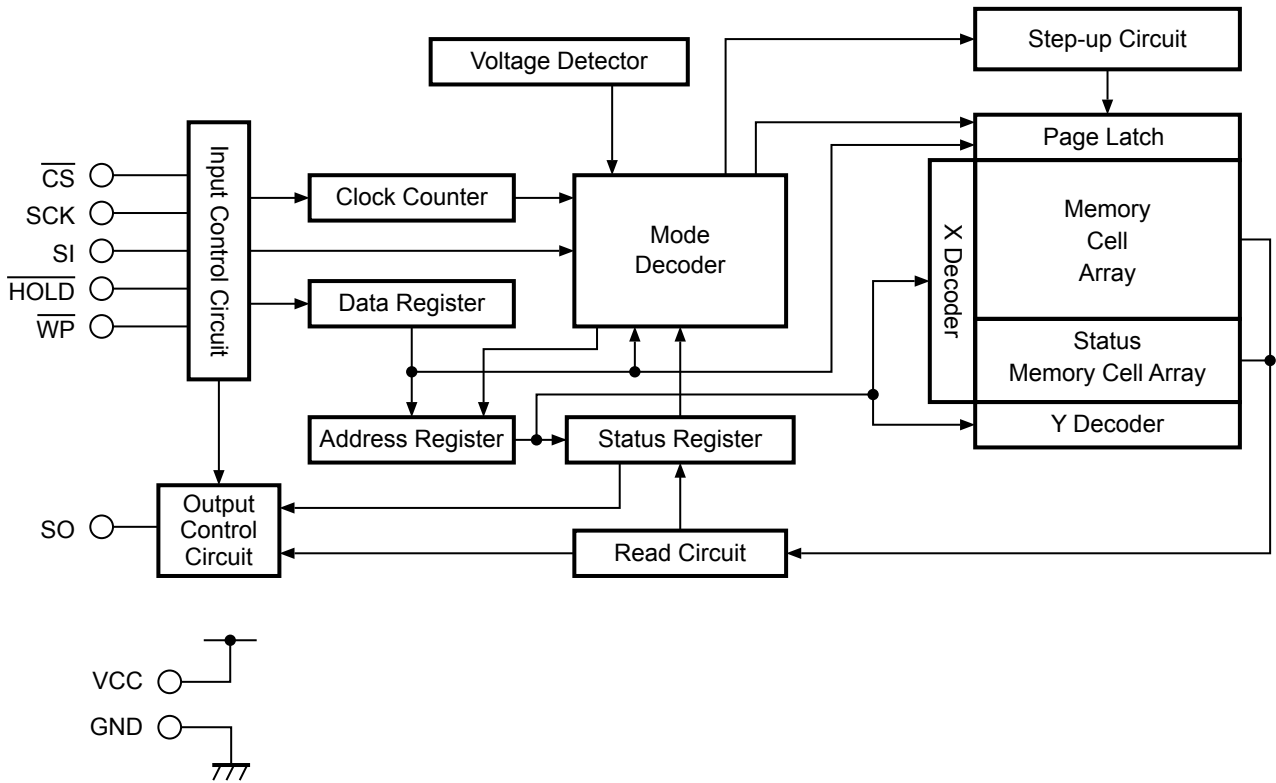 Step-up Circuit
Voltage Detector
Page Latch
CS
SCK
SI
HOLD
WP
Input Control Circuit
Clock Counter
Mode
Decoder
X Decoder
Memory
Cell
Array
Data Register
Status
Memory Cell Array
Address Register
Status Register
Y Decoder
SO
Output
Control
Circuit
Read Circuit
VCC
GND